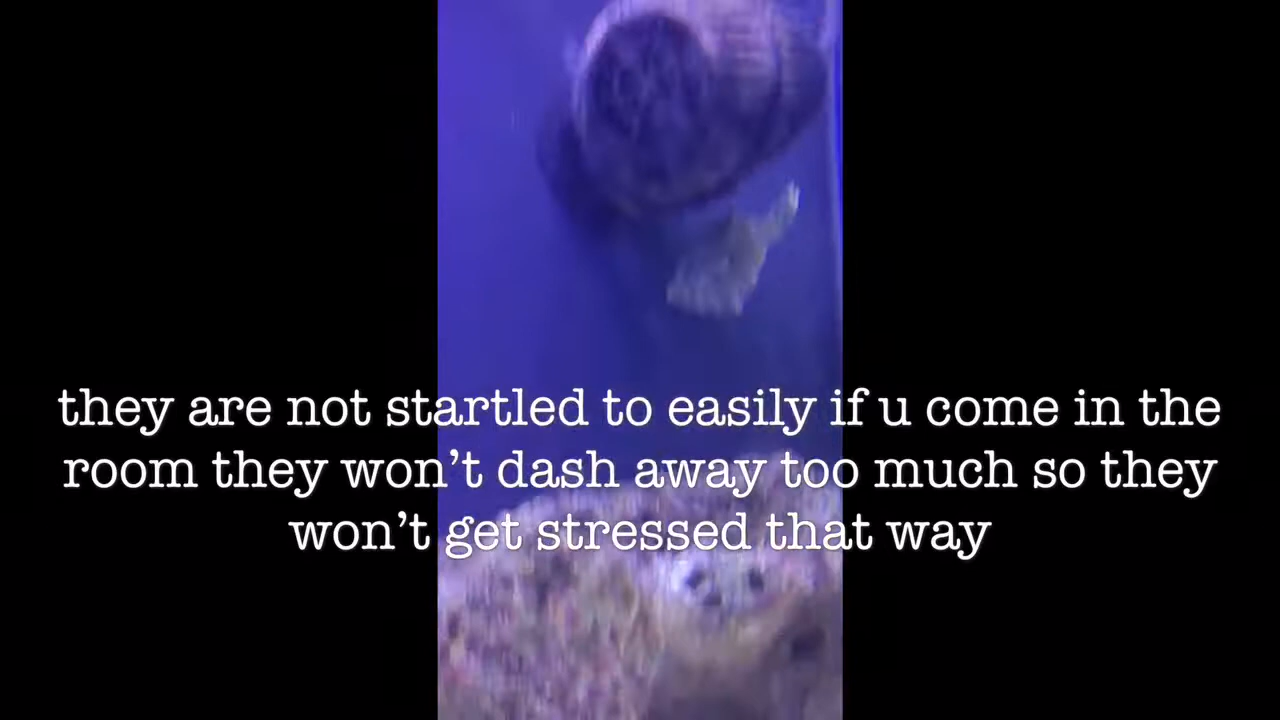 they are not startled to easily if u come in the
room they won’t dash away too much so they
won’t get stressed that way